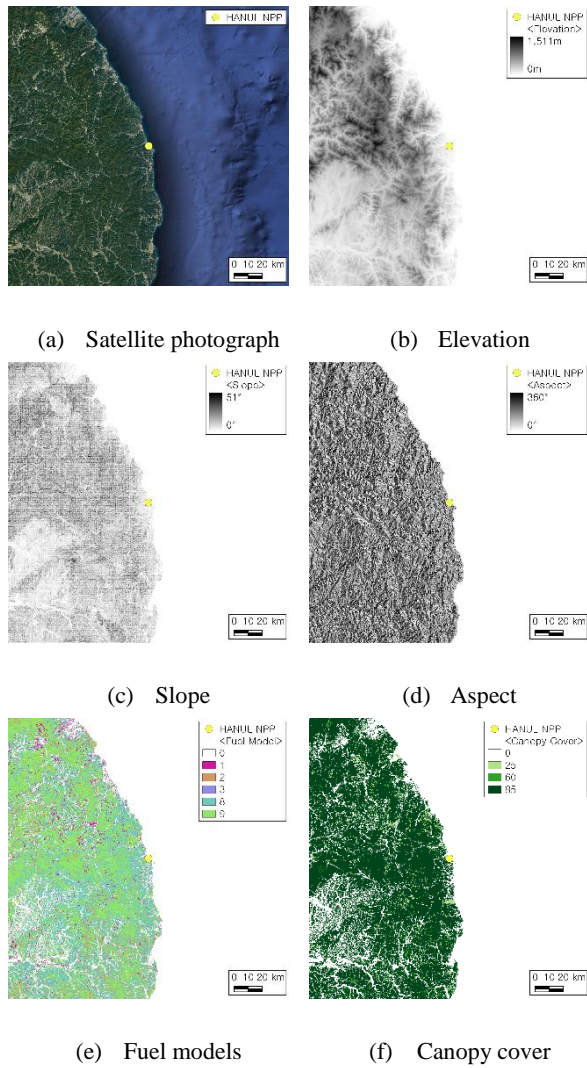 HANUL NPP
0 10 20 km
HANUL NPP
<Elevation>
1,511m
0m
0 10 20 km
(a) Satellite photograph
(b) Elevation
HANUL NPP
<Slope>
51°
0°
0 10 20 km
HANUL NPP
<Aspect>
360°
0°
0 10 20 km
(c) Slope
(d) Aspect
HANUL NPP
<Fuel Model>
0
1
2
3
8
9
0 10 20 km
HANUL NPP
<Canopy Cover>
0
25
60
85
0 10 20 km
(e) Fuel models
(f) Canopy cover